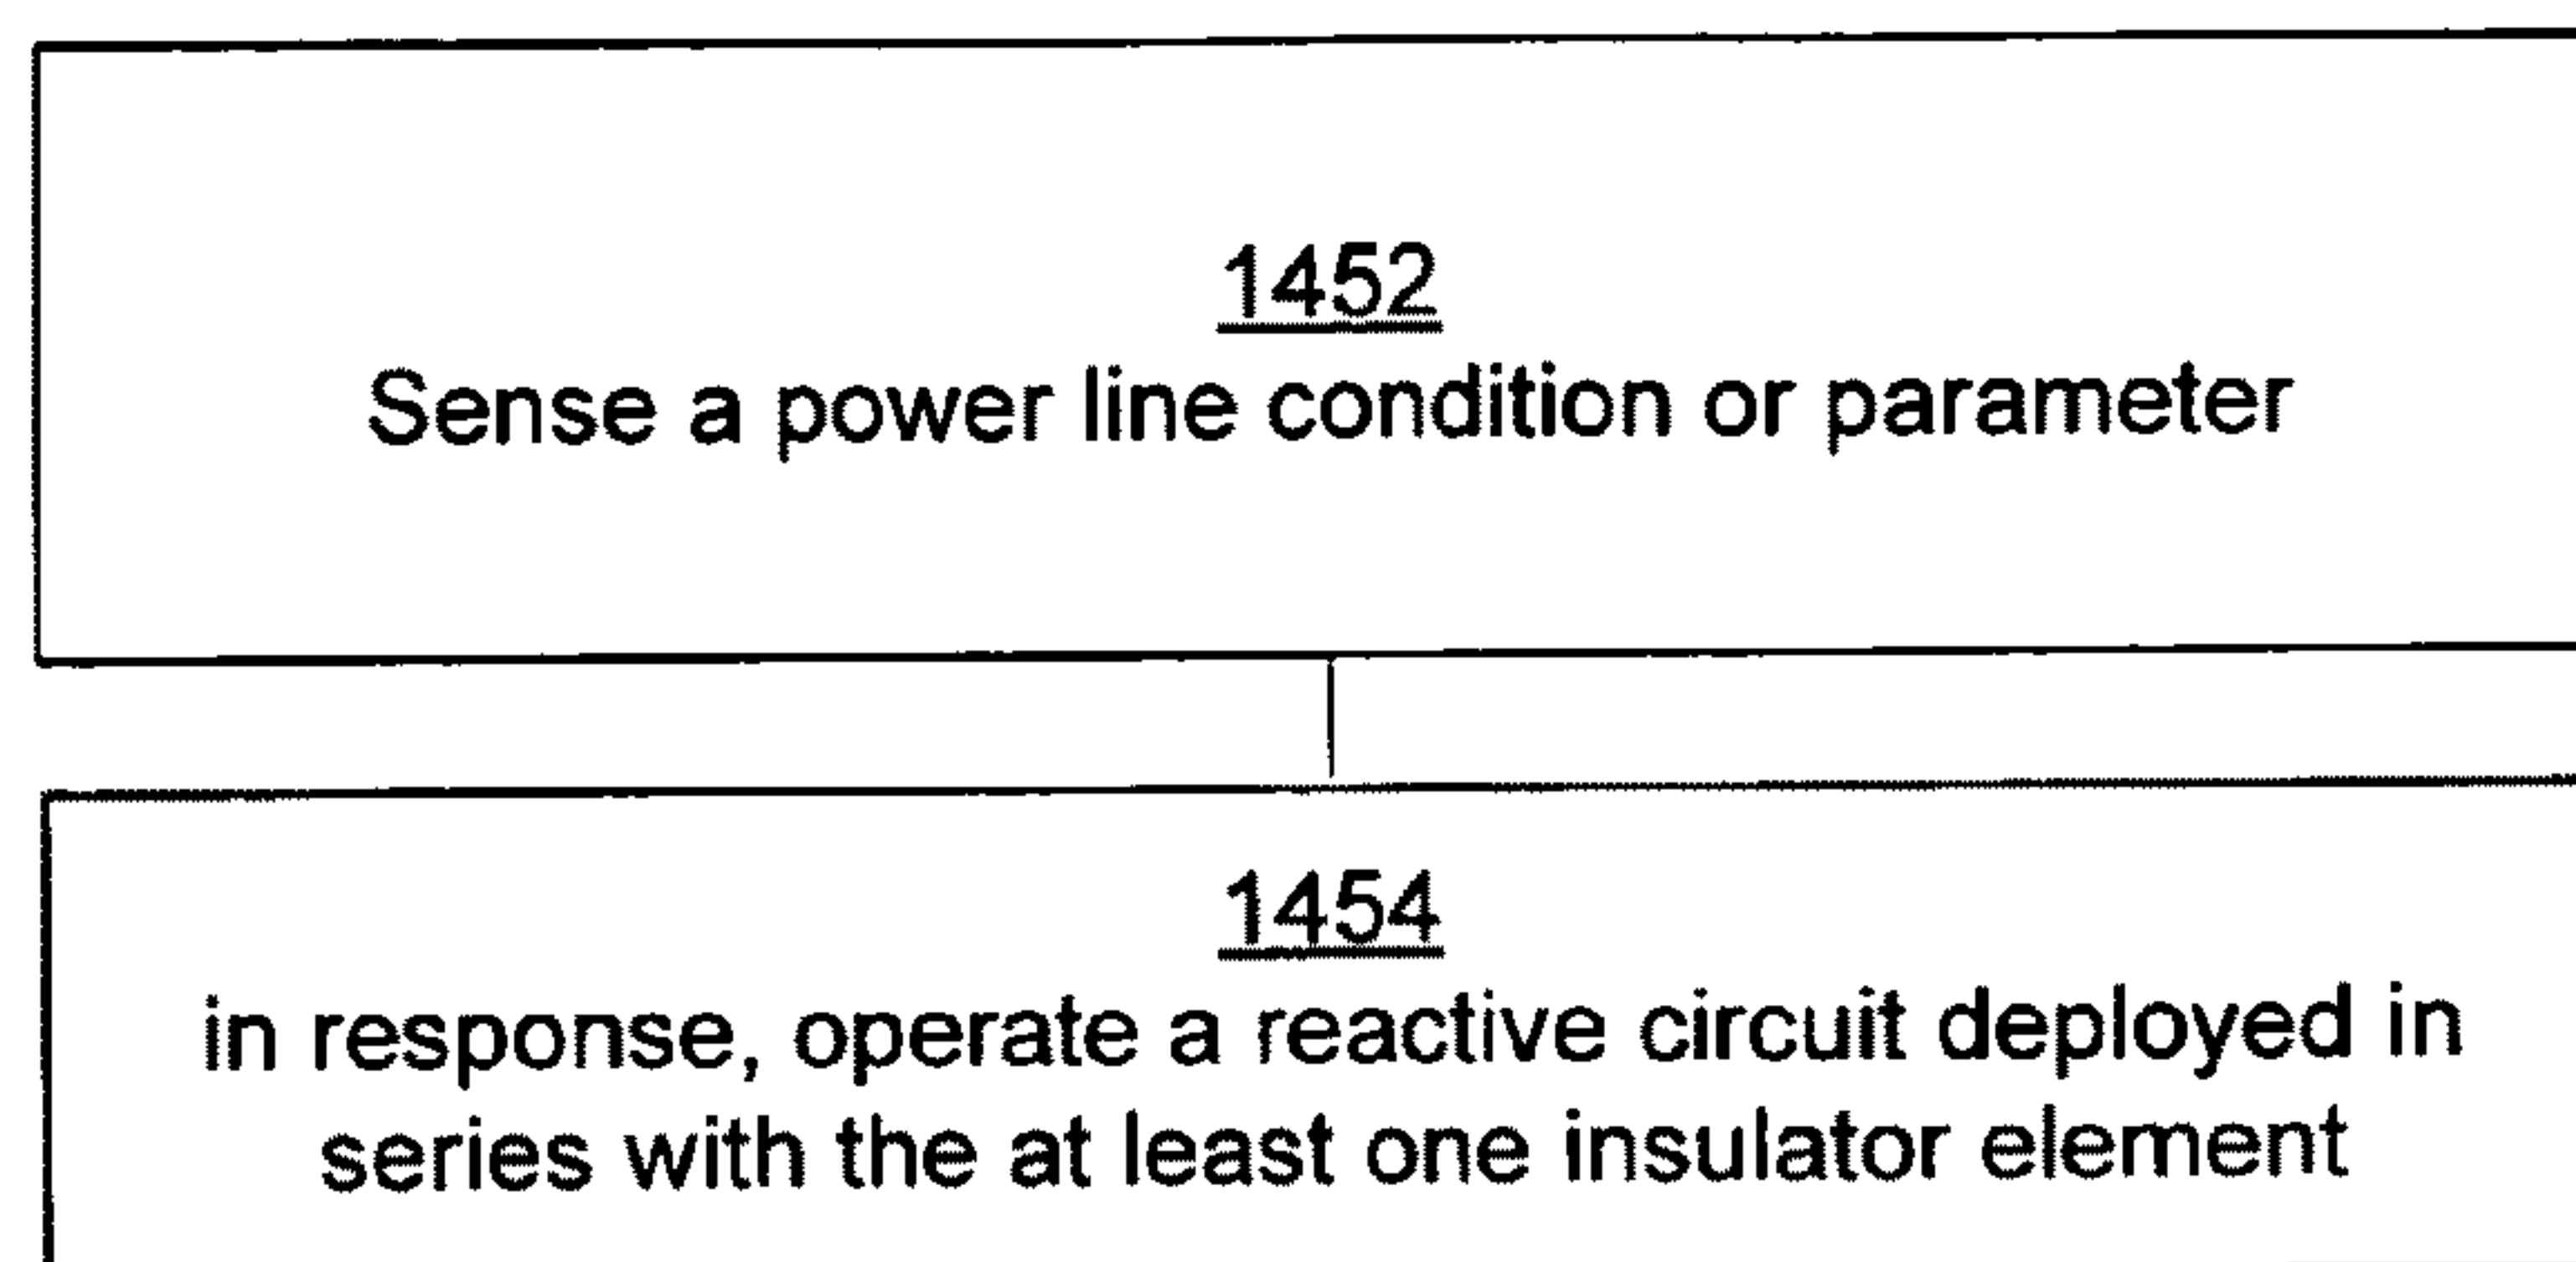 1452
Sense a power line condition or parameter
1454
in response, operate a reactive circuit deployed in
series with the at least one insulator element